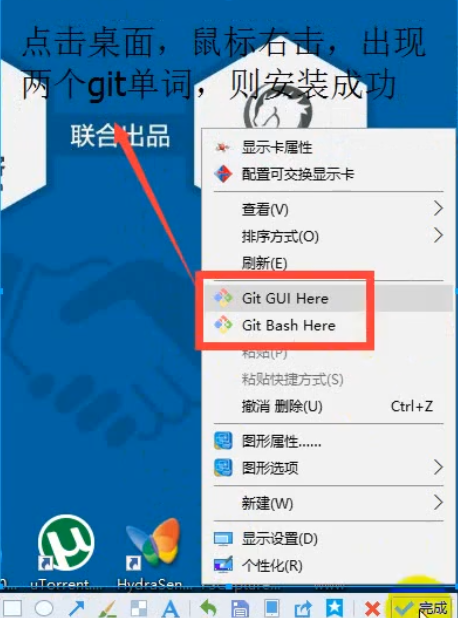 点击桌面，鼠标右击，出现
两个git单词，则安装成功
联合出品
显示卡属性
配置可交换显示卡
查看(V)
排序方式(O)
刷新(E)
Git GUI Here
Git Bash Here
粘贴(P)
粘贴快捷方式(S)
撤消 删除(U) Ctrl+Z
图形属性......
图形选项
新建(W)
显示设置(D)
个性化(R)
uTorrent... HydraSen...
完成